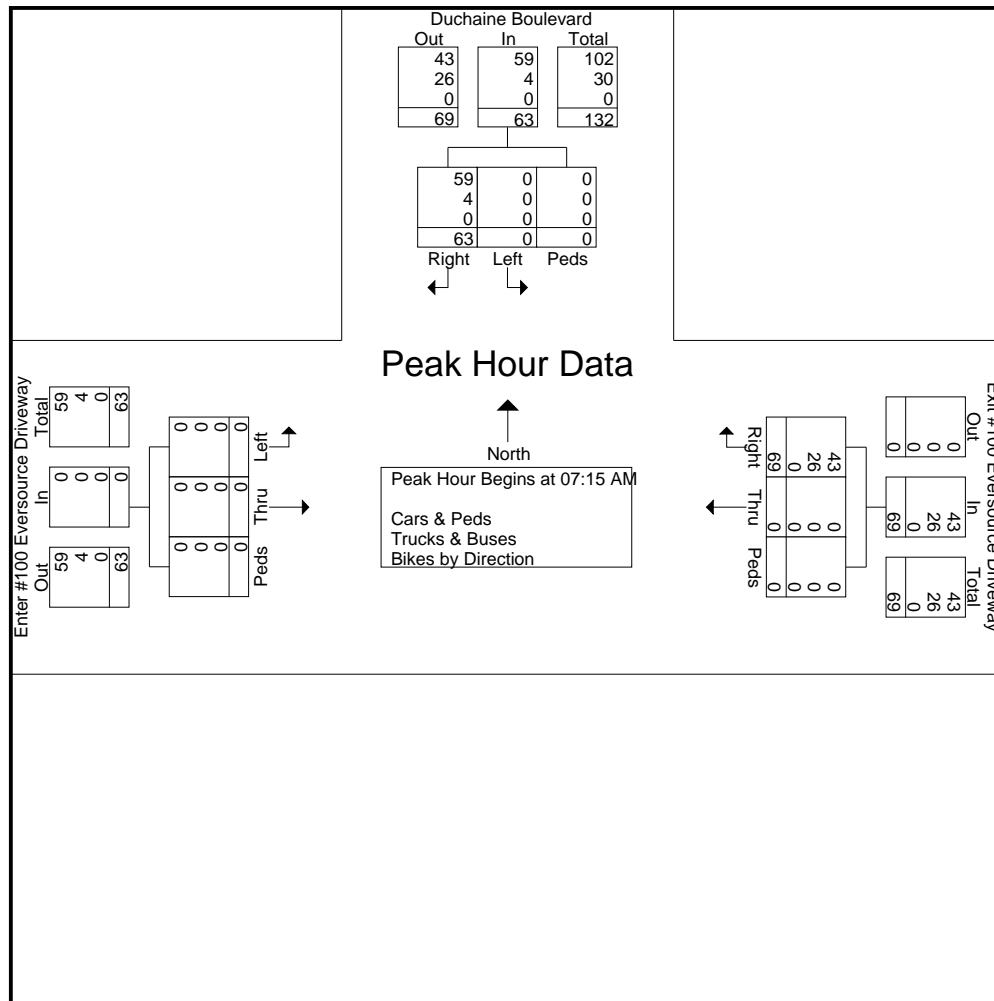 Duchaine Boulevard
Out In Total
43 59 102
26 4 30
0 0 0
69 63 132
59 0 0
4 0 0
0 0 0
63 0 0
Right Left Peds
Peak Hour Data
North
Peak Hour Begins at 07:15 AM
Cars & Peds
Trucks & Buses
Bikes by Direction
Enter #100 Eversource Driveway
Out In Total
59 0 59
4 0 4
0 0 0
63 0 63
0 0 0
0 0 0
0 0 0
0 0 0
Peds Thru Left
Exit #100 Eversource Driveway
Out In Total
0 43 43
0 26 26
0 0 0
0 69 69
43 0 0
26 0 0
0 0 0
69 0 0
Right Thru Peds